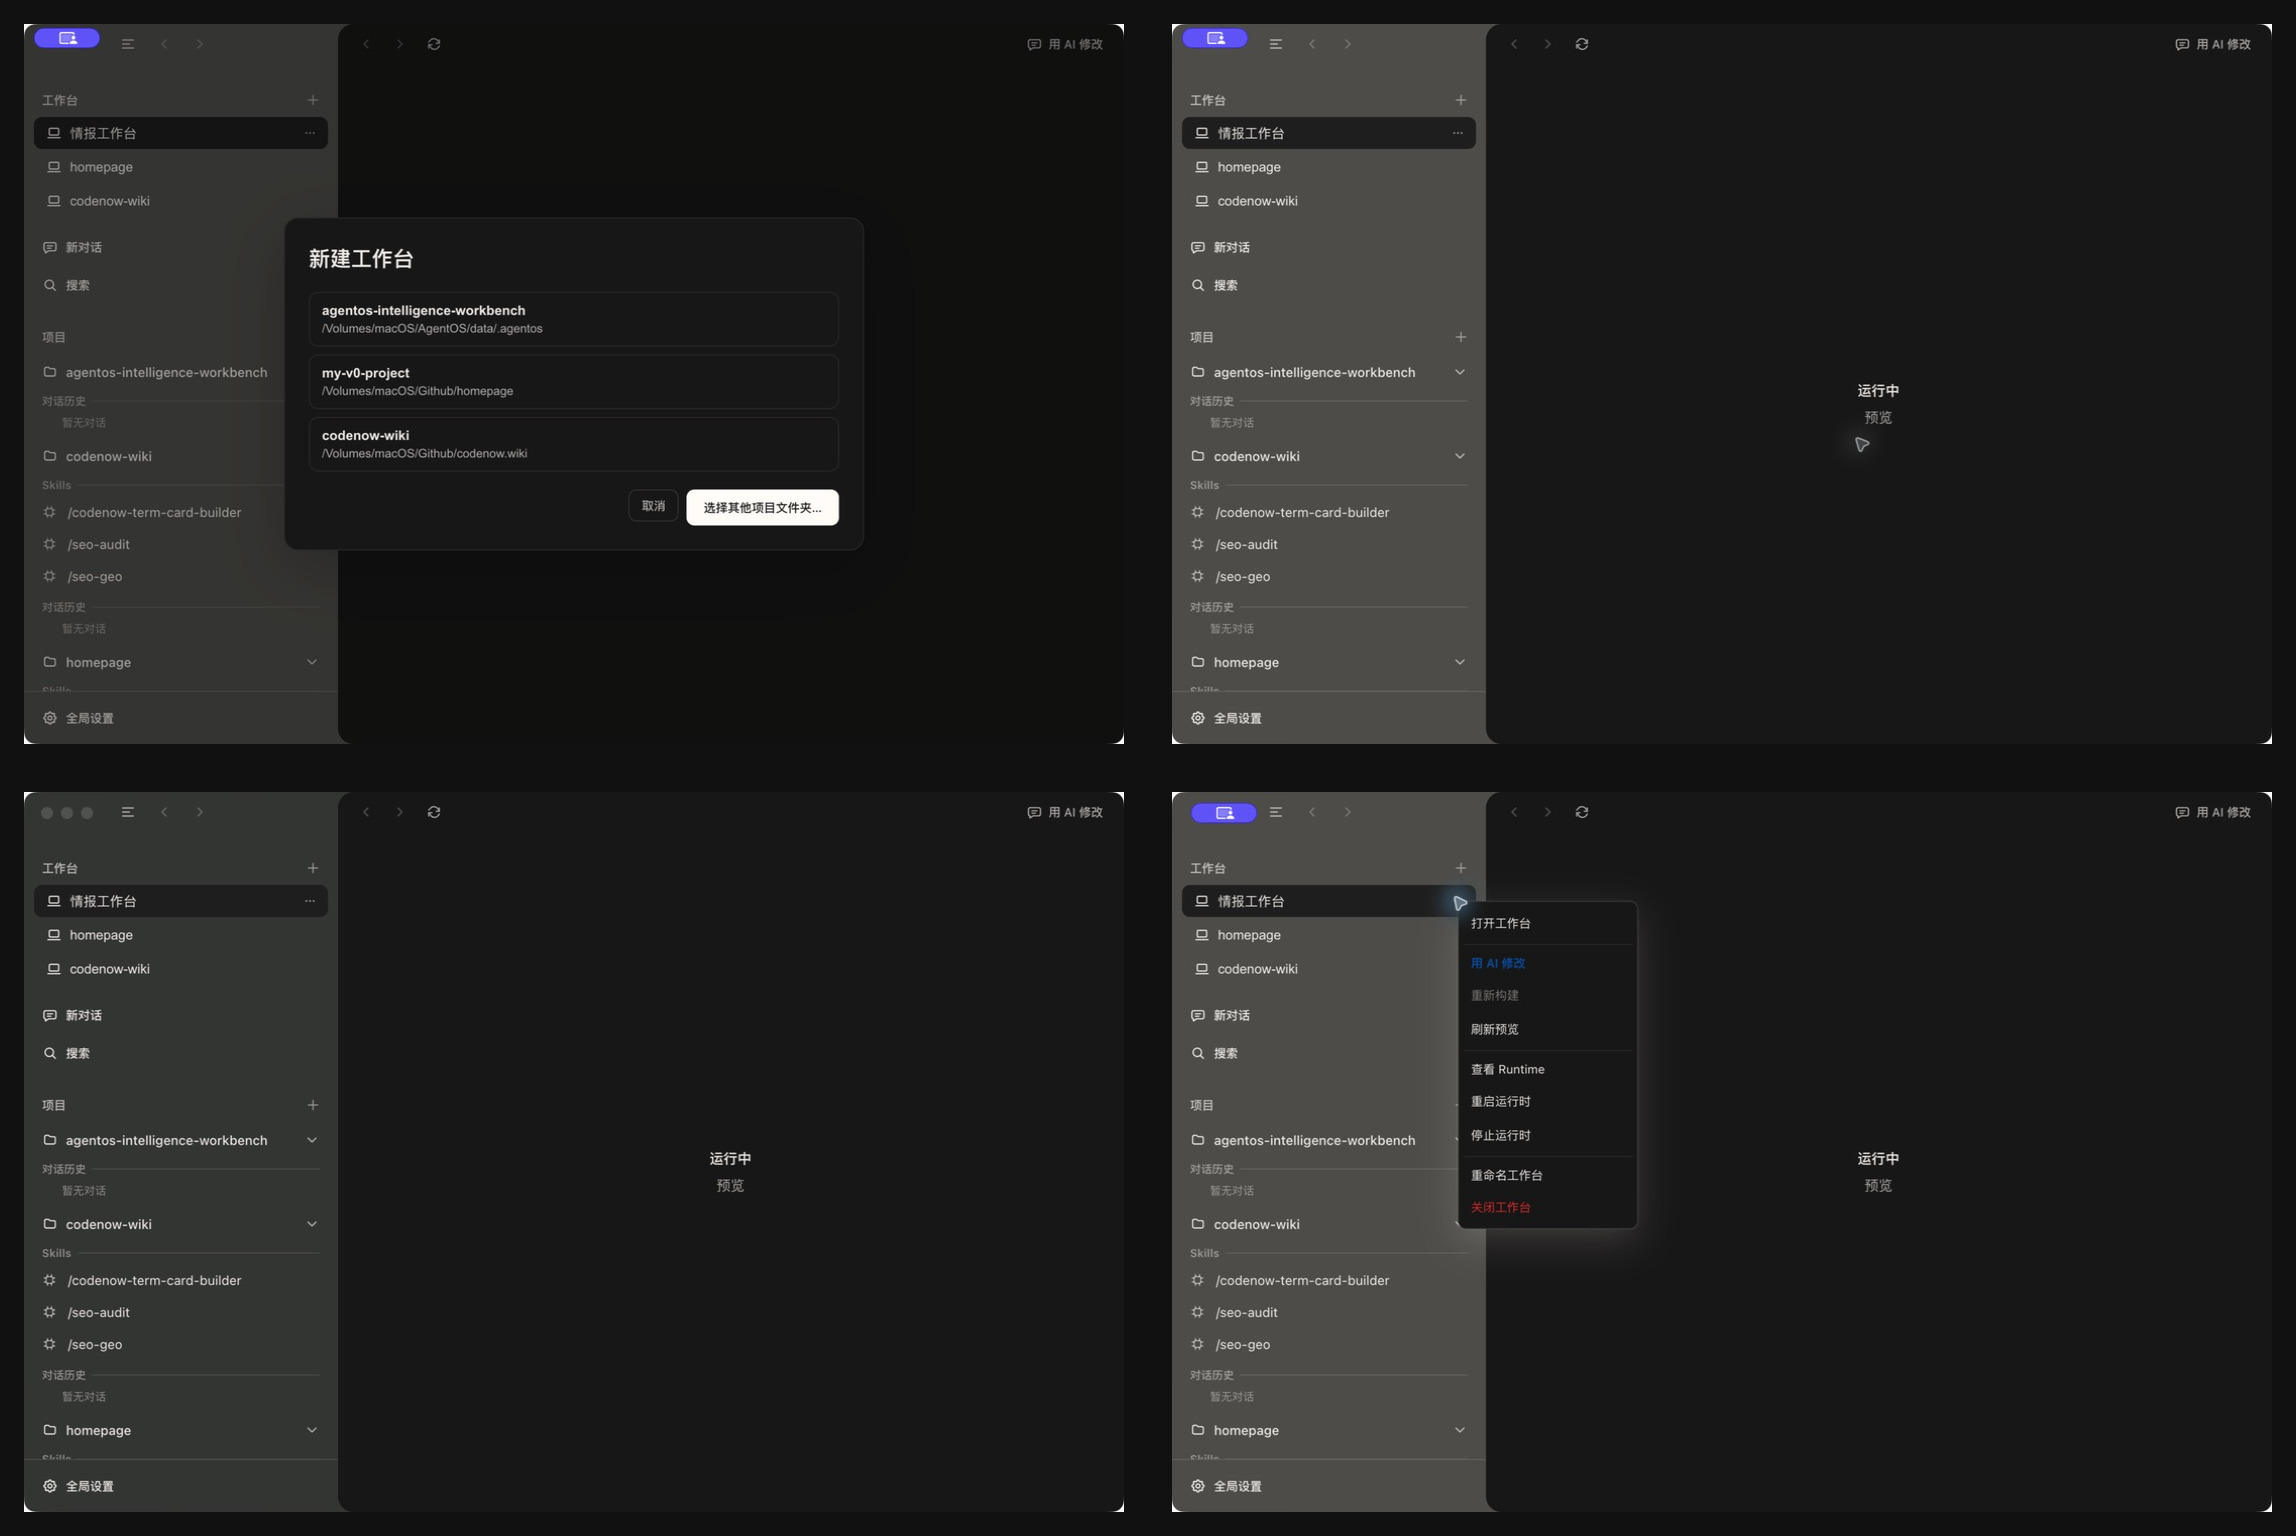 用 AI 修改
工作台
情报工作台
homepage
codenow-wiki
新对话
搜索
项目
agentos-intelligence-workbench
对话历史
暂无对话
codenow-wiki
Skills
/codenow-term-card-builder
/seo-audit
/seo-geo
对话历史
暂无对话
homepage
Skills
全局设置
新建工作台
agentos-intelligence-workbench
/Volumes/macOS/AgentOS/data/.agentos
my-v0-project
/Volumes/macOS/Github/homepage
codenow-wiki
/Volumes/macOS/Github/codenow.wiki
取消
选择其他项目文件夹...
用 AI 修改
工作台
情报工作台
homepage
codenow-wiki
新对话
搜索
项目
agentos-intelligence-workbench
对话历史
暂无对话
codenow-wiki
Skills
/codenow-term-card-builder
/seo-audit
/seo-geo
对话历史
暂无对话
homepage
Skills
全局设置
运行中
预览
用 AI 修改
工作台
情报工作台
homepage
codenow-wiki
新对话
搜索
项目
agentos-intelligence-workbench
对话历史
暂无对话
codenow-wiki
Skills
/codenow-term-card-builder
/seo-audit
/seo-geo
对话历史
暂无对话
homepage
Skills
全局设置
运行中
预览
用 AI 修改
工作台
情报工作台
homepage
codenow-wiki
新对话
搜索
项目
agentos-intelligence-workbench
对话历史
暂无对话
codenow-wiki
Skills
/codenow-term-card-builder
/seo-audit
/seo-geo
对话历史
暂无对话
homepage
Skills
全局设置
打开工作台
用 AI 修改
重新构建
刷新预览
查看 Runtime
重启运行时
停止运行时
重命名工作台
关闭工作台
运行中
预览